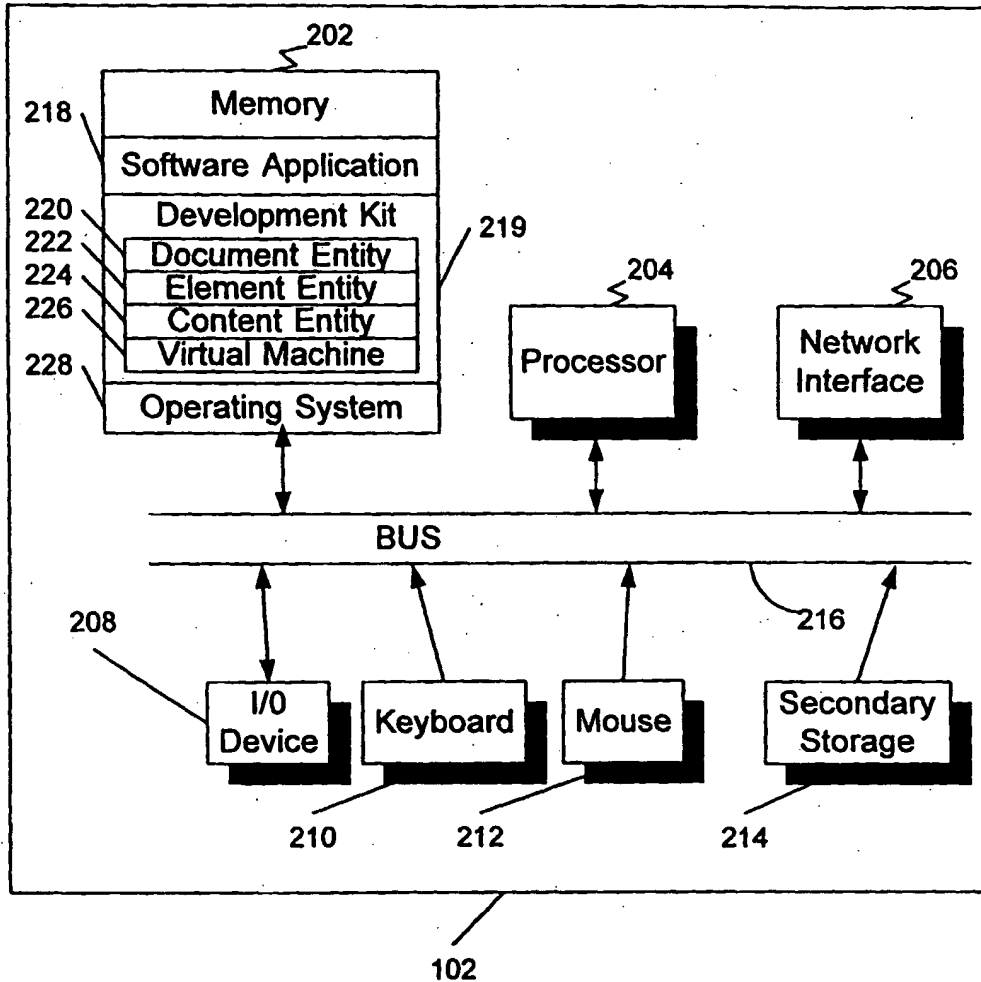 202
Memory
218
Software Application
Development Kit
220
222
224
226
228
Document Entity
Element Entity
Content Entity
Virtual Machine
Operating System
219
204
Processor
206
Network
Interface
BUS
216
208
I/0
Device
Keyboard
Mouse
Secondary
Storage
210
212
214
102